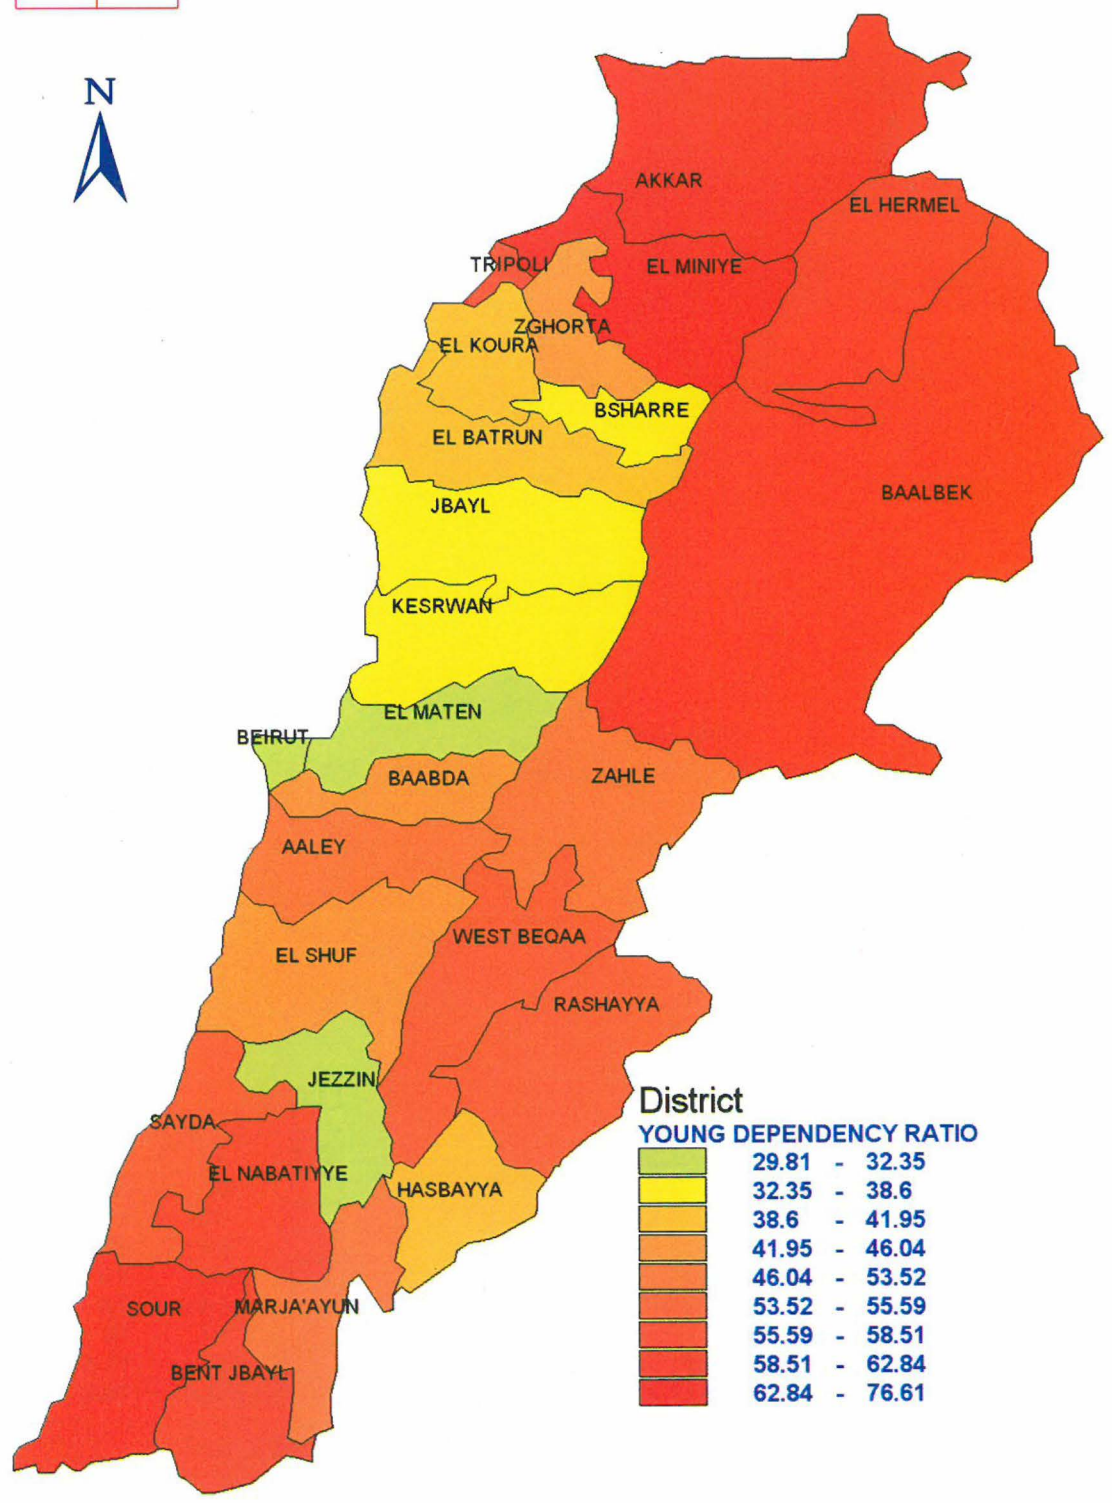 N
AKKAR
EL HERMEL
TRIPOLI
EL MINIYE
ZGHORTA
EL KOURA
BSHARRE
EL BATRUN
BAALBEK
JBAYL
KESRWAN
EL MATEN
BEIRUT
BAABDA
ZAHLE
AALEY
WEST BEQAA
EL SHUF
RASHAYYA
JEZZIN
SAYDA
EL NABATIYYE
HASBAYYA
SOUR
MARJA'AYUN
BENT JBAYL
District
YOUNG DEPENDENCY RATIO
29.81 - 32.35
32.35 - 38.6
38.6 - 41.95
41.95 - 46.04
46.04 - 53.52
53.52 - 55.59
55.59 - 58.51
58.51 - 62.84
62.84 - 76.61